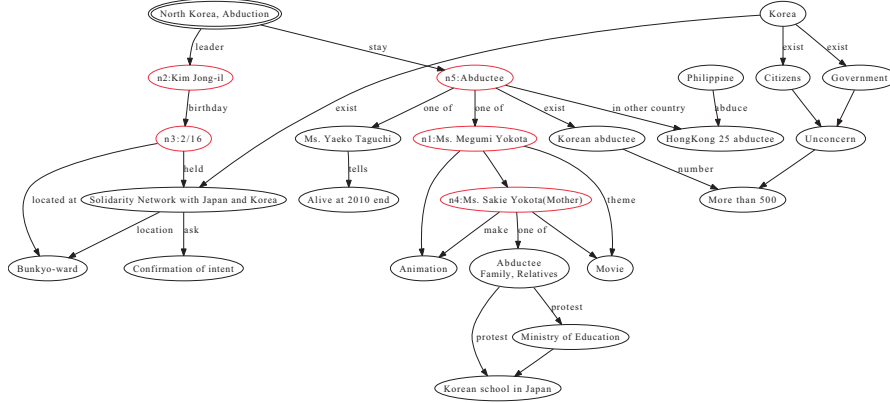 North Korea, Abduction
Korea
leader
stay
exist
exist
n2:Kim Jong-il
n5:Abductee
Philippine
Citizens
Government
birthday
exist
one of
one of
exist
in other country
abduce
n3:2/16
Ms. Yaeko Taguchi
n1:Ms. Megumi Yokota
Korean abductee
HongKong 25 abductee
Unconcern
held
tells
number
located at
Solidarity Network with Japan and Korea
Alive at 2010 end
n4:Ms. Sakie Yokota(Mother)
theme
More than 500
location
ask
make
one of
Bunkyo-ward
Confirmation of intent
Animation
Abductee
Family, Relatives
Movie
protest
protest
Ministry of Education
Korean school in Japan